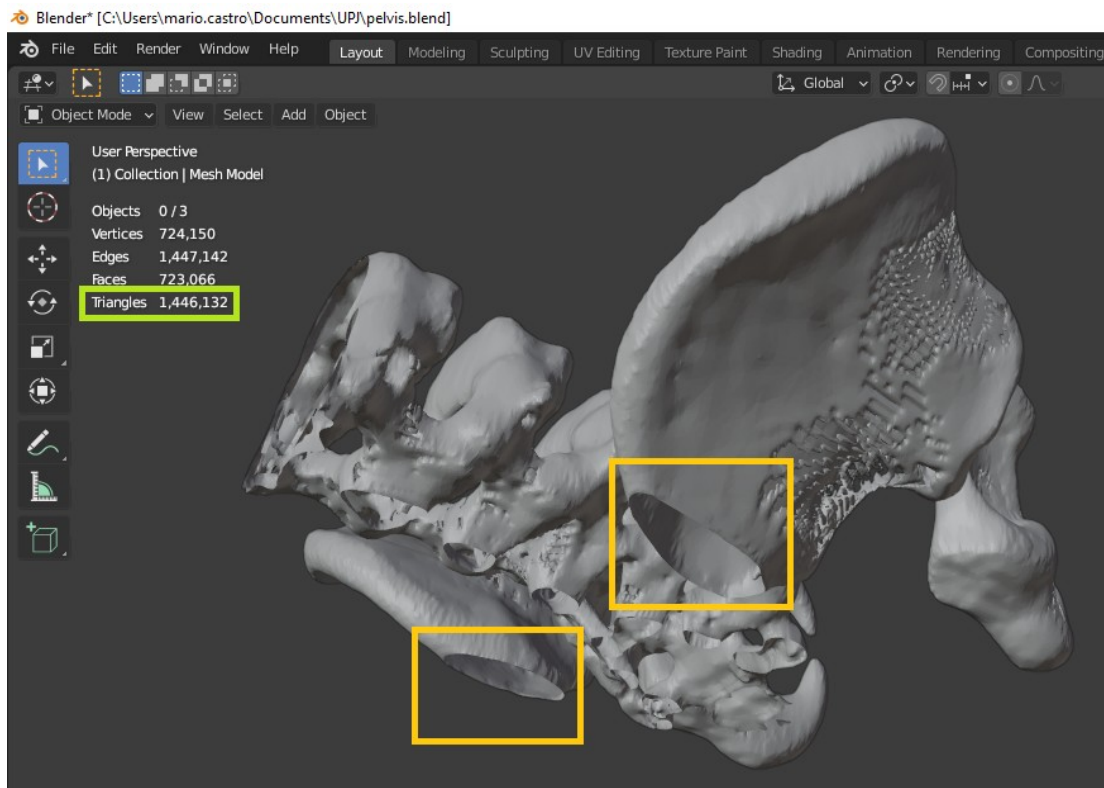 Blender* [C:\Users\mario.castro\Documents\UPJ\pelvis.blend]
File Edit Render Window Help Layout Modeling Sculpting UV Editing Texture Paint Shading Animation Rendering Compositing
Global
Object Mode View Select Add Object
User Perspective
(1) Collection | Mesh Model
Objects 0 / 3
Vertices 724,150
Edges 1,447,142
Faces 723,066
Triangles 1,446,132